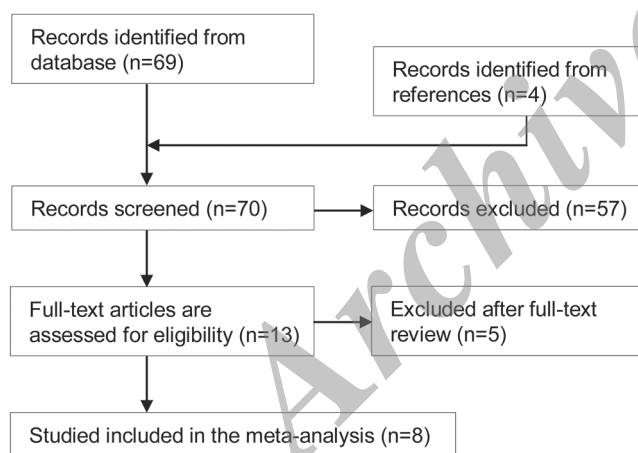 Records identified from
database (n=69)
Records identified from
references (n=4)
Records screened (n=70)
Records excluded (n=57)
Full-text articles are
assessed for eligibility (n=13)
Excluded after full-text
review (n=5)
Studied included in the meta-analysis (n=8)